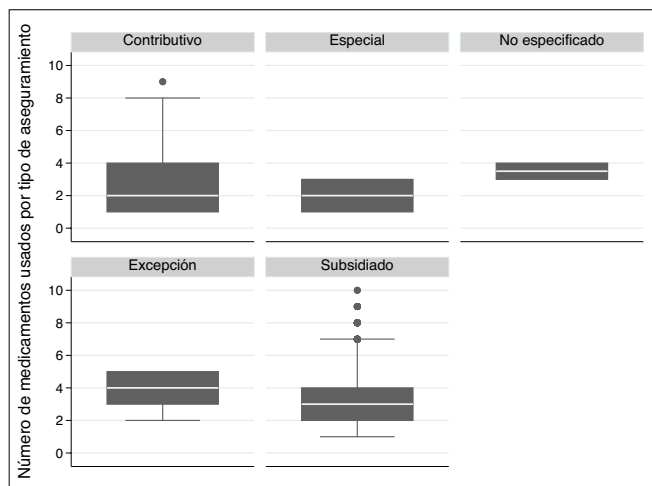 Número de medicamentos usados por tipo de aseguramiento
Contributivo
Especial
No especificado
10
8
6
4
2
0
Excepción
Subsidiado
10
8
6
4
2
0